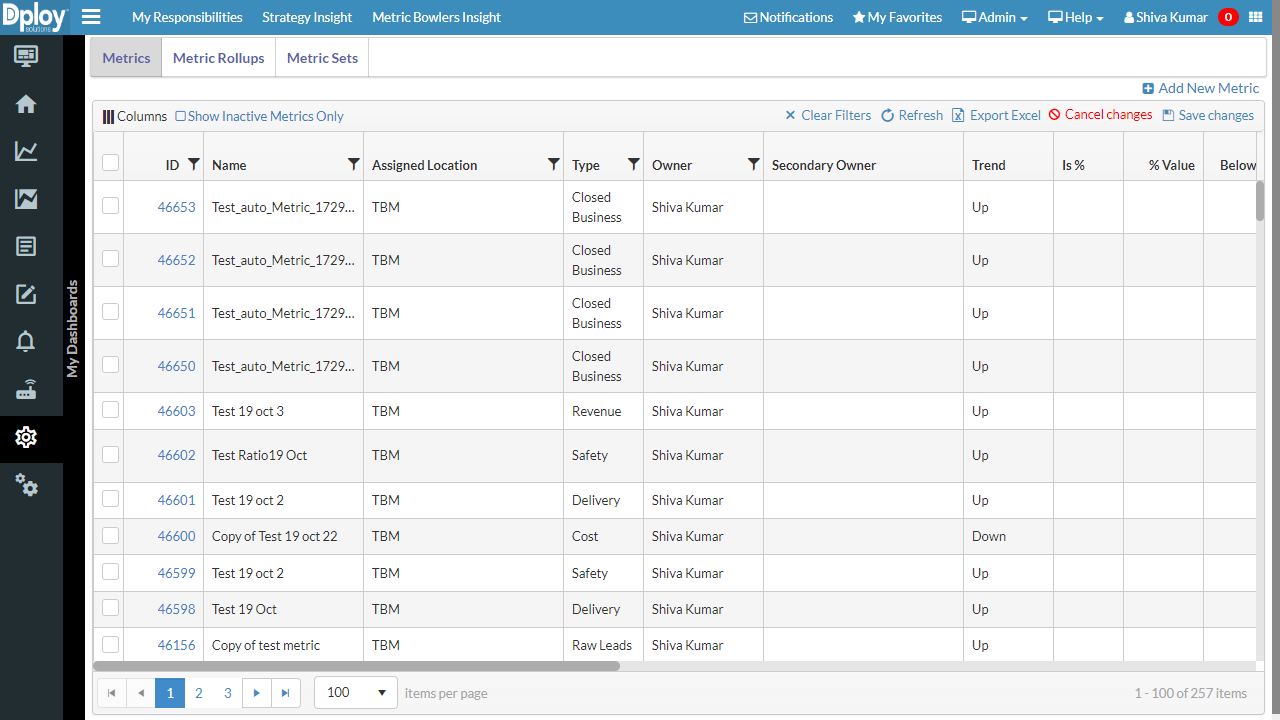 Dploy
solutions
My Responsibilities Strategy Insight Metric Bowlers Insight Notifications My Favorites Admin Help Shiva Kumar 0
Metrics Metric Rollups Metric Sets
Add New Metric
Columns Show Inactive Metrics Only Clear Filters Refresh Export Excel Cancel changes Save changes
ID Name Assigned Location Type Owner Secondary Owner Trend Is % % Value Below
46653 Test_auto_Metric_1729... TBM Closed Business Shiva Kumar Up
46652 Test_auto_Metric_1729... TBM Closed Business Shiva Kumar Up
46651 Test_auto_Metric_1729... TBM Closed Business Shiva Kumar Up
46650 Test_auto_Metric_1729... TBM Closed Business Shiva Kumar Up
46603 Test 19 oct 3 TBM Revenue Shiva Kumar Up
46602 Test Ratio19 Oct TBM Safety Shiva Kumar Up
46601 Test 19 oct 2 TBM Delivery Shiva Kumar Up
46600 Copy of Test 19 oct 22 TBM Cost Shiva Kumar Down
46599 Test 19 oct 2 TBM Safety Shiva Kumar Up
46598 Test 19 Oct TBM Delivery Shiva Kumar Up
46156 Copy of test metric TBM Raw Leads Shiva Kumar Up
1 2 3 100 items per page 1 - 100 of 257 items
My Dashboards